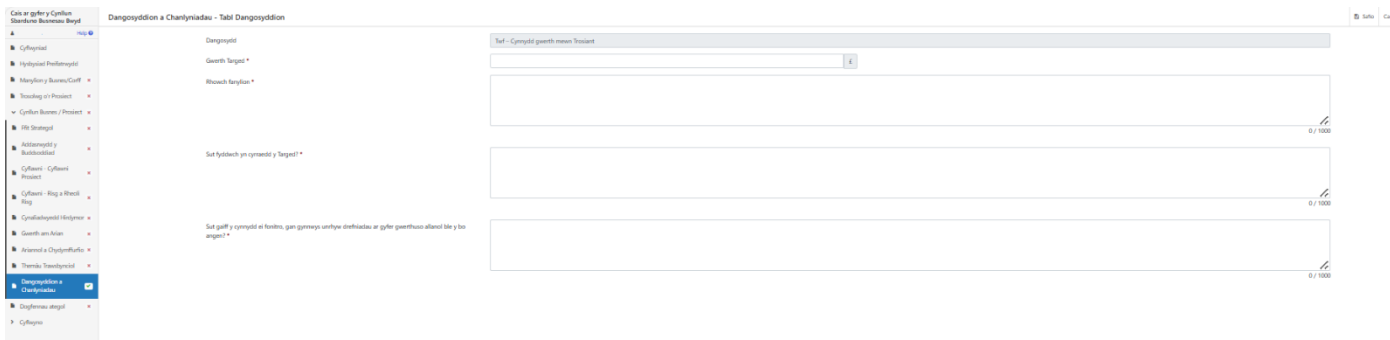 Cais ar gyfer y Cynllun
Sbarduno Busnesau Bwyd
Help
Cyflwyniad
Hysbysiad Preifatrwydd
Manylion y Busnes/Corff ×
Trosolwg o'r Prosiect ×
Cynllun Busnes / Prosiect ×
Ffit Strategol ×
Addasrwydd y
Buddsoddiad ×
Cyflawni - Cyflawni
Prosiect ×
Cyflawni - Risg a Rheoli
Risg ×
Cynaliadwyedd Hirdymor ×
Gwerth am Arian ×
Ariannol a Chydymffurfio ×
Themâu Trawsbynciol ×
Dangosyddion a
Chanlyniadau
Dogfennau ategol ×
Cyflwyno
Dangosyddion a Chanlyniadau - Tabl Dangosyddion
Safio
Dangosydd
Twf - Cynnydd gwerth mewn Trosiant
Gwerth Targed *
£
Rhowch fanylion *
0 / 1000
Sut fyddwch yn cyrraedd y Targed? *
0 / 1000
Sut gaiff y cynnydd ei fonitro, gan gynnwys unrhyw drefniadau ar gyfer gwerthuso allanol ble y bo
angen? *
0 / 1000